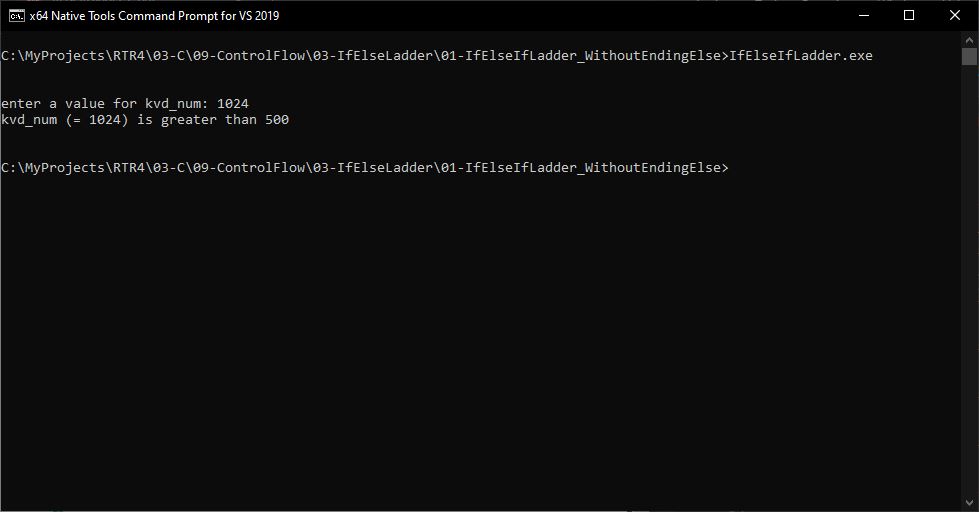 x64 Native Tools Command Prompt for VS 2019
C:\MyProjects\RTR4\03-C\09-ControlFlow\03-IfElseLadder\01-IfElseIfLadder_WithoutEndingElse>IfElseIfLadder.exe
enter a value for kvd_num: 1024
kvd_num (= 1024) is greater than 500
C:\MyProjects\RTR4\03-C\09-ControlFlow\03-IfElseLadder\01-IfElseIfLadder_WithoutEndingElse>